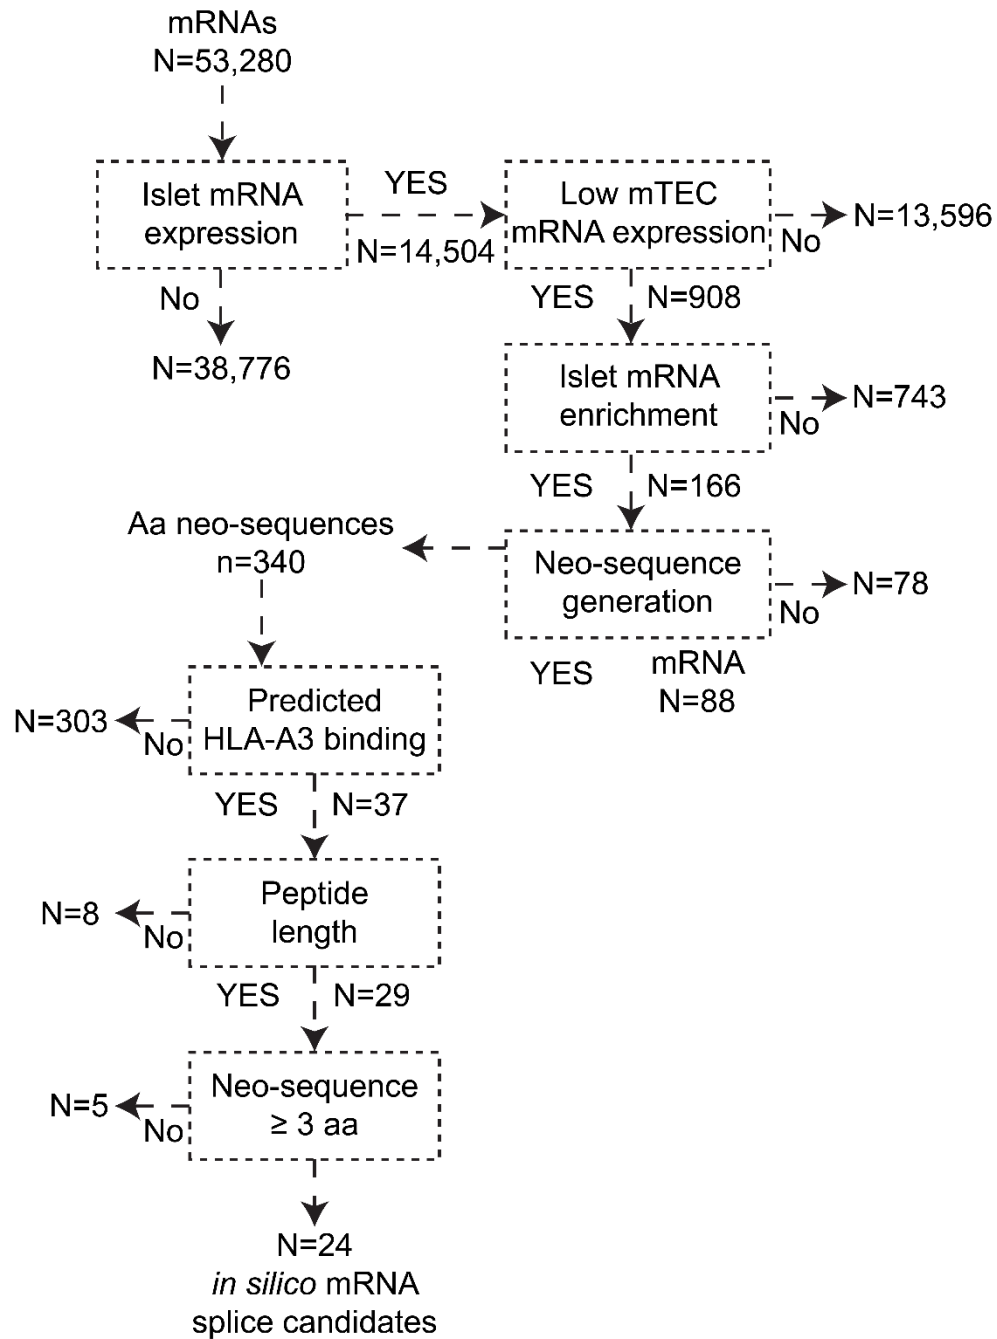 mRNAs
N=53,280
Islet mRNA
expression
YES
N=14,504
Low mTEC
mRNA expression
No
N=13,596
No
N=38,776
YES
N=908
Islet mRNA
enrichment
No
N=743
YES
N=166
Neo-sequence
generation
No
N=78
YES
mRNA
N=88
Aa neo-sequences
n=340
Predicted
HLA-A3 binding
N=303
No
YES
N=37
Peptide
length
N=8
No
YES
N=29
Neo-sequence
≥ 3 aa
N=5
No
N=24
in silico mRNA
splice candidates